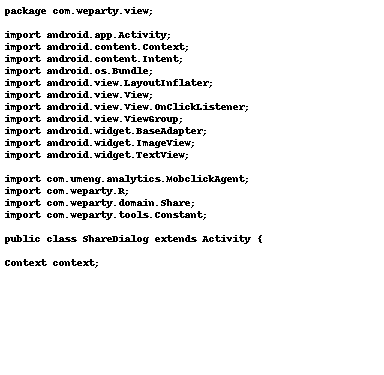 package com.weparty.view;

import android.app.Activity;
import android.content.Context;
import android.content.Intent;
import android.os.Bundle;
import android.view.LayoutInflater;
import android.view.View;
import android.view.View.OnClickListener;
import android.view.ViewGroup;
import android.widget.BaseAdapter;
import android.widget.ImageView;
import android.widget.TextView;

import com.umeng.analytics.MobclickAgent;
import com.weparty.R;
import com.weparty.domain.Share;
import com.weparty.tools.Constant;

public class ShareDialog extends Activity {

Context context;